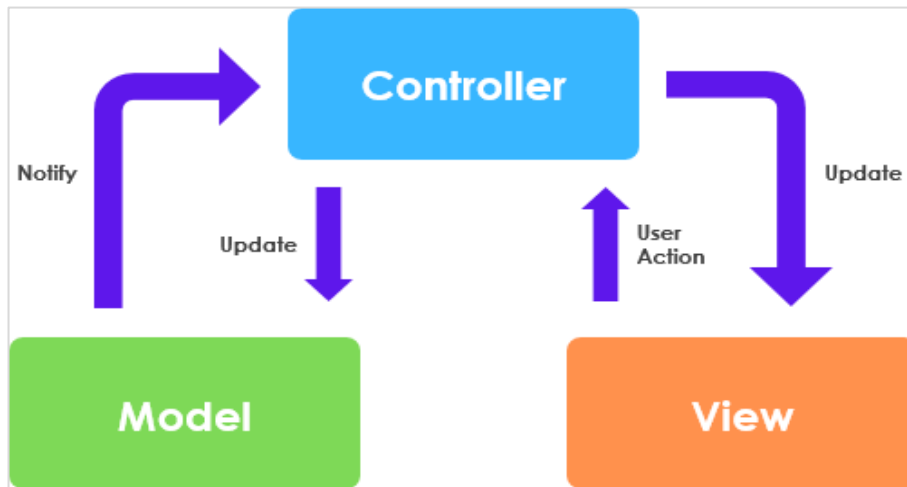 Controller
Notify
Update
Update
User
Action
Model
View